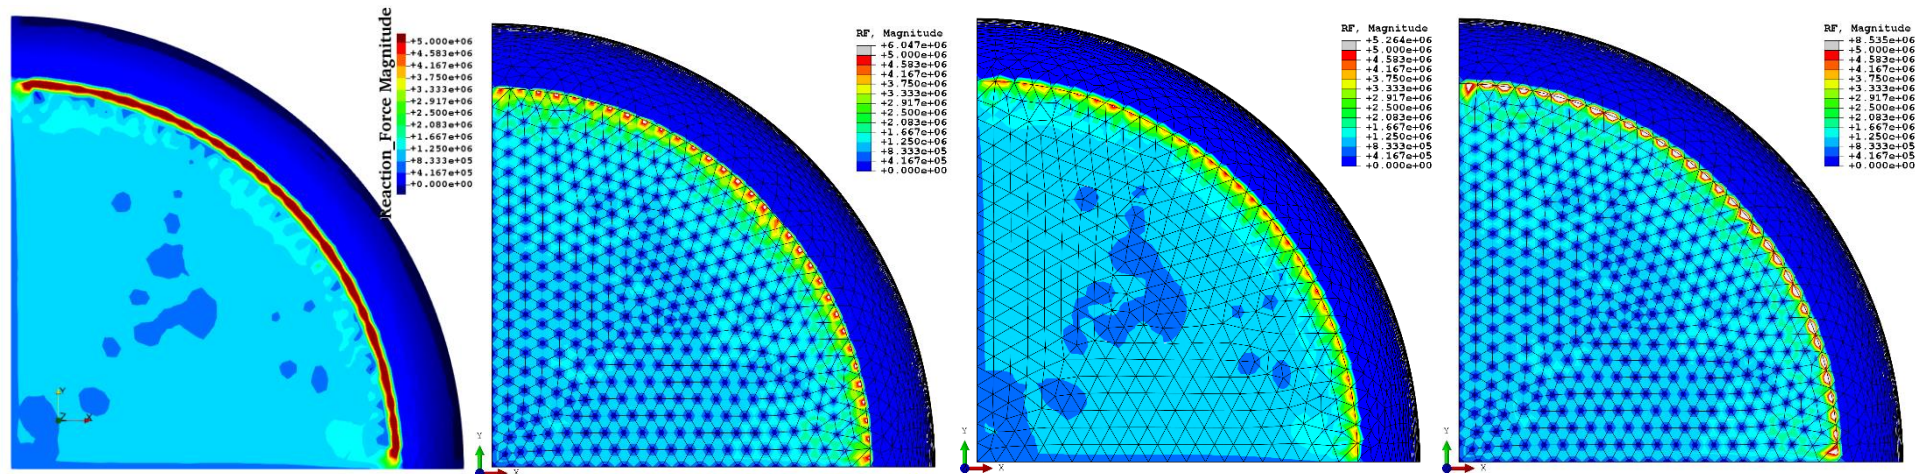 Reaction_Force Magnitude
+5.000e+06
+4.583e+06
+4.167e+06
+3.750e+06
+3.333e+06
+2.917e+06
+2.500e+06
+2.083e+06
+1.667e+06
+1.250e+06
+8.333e+05
+4.167e+05
+0.000e+00
Y
Z
X
RF, Magnitude
+6.047e+06
+5.000e+06
+4.583e+06
+4.167e+06
+3.750e+06
+3.333e+06
+2.917e+06
+2.500e+06
+2.083e+06
+1.667e+06
+1.250e+06
+8.333e+05
+4.167e+05
+0.000e+00
Y
X
RF, Magnitude
+5.264e+06
+5.000e+06
+4.583e+06
+4.167e+06
+3.750e+06
+3.333e+06
+2.917e+06
+2.500e+06
+2.083e+06
+1.667e+06
+1.250e+06
+8.333e+05
+4.167e+05
+0.000e+00
Y
X
RF, Magnitude
+8.535e+06
+5.000e+06
+4.583e+06
+4.167e+06
+3.750e+06
+3.333e+06
+2.917e+06
+2.500e+06
+2.083e+06
+1.667e+06
+1.250e+06
+8.333e+05
+4.167e+05
+0.000e+00
Y
X